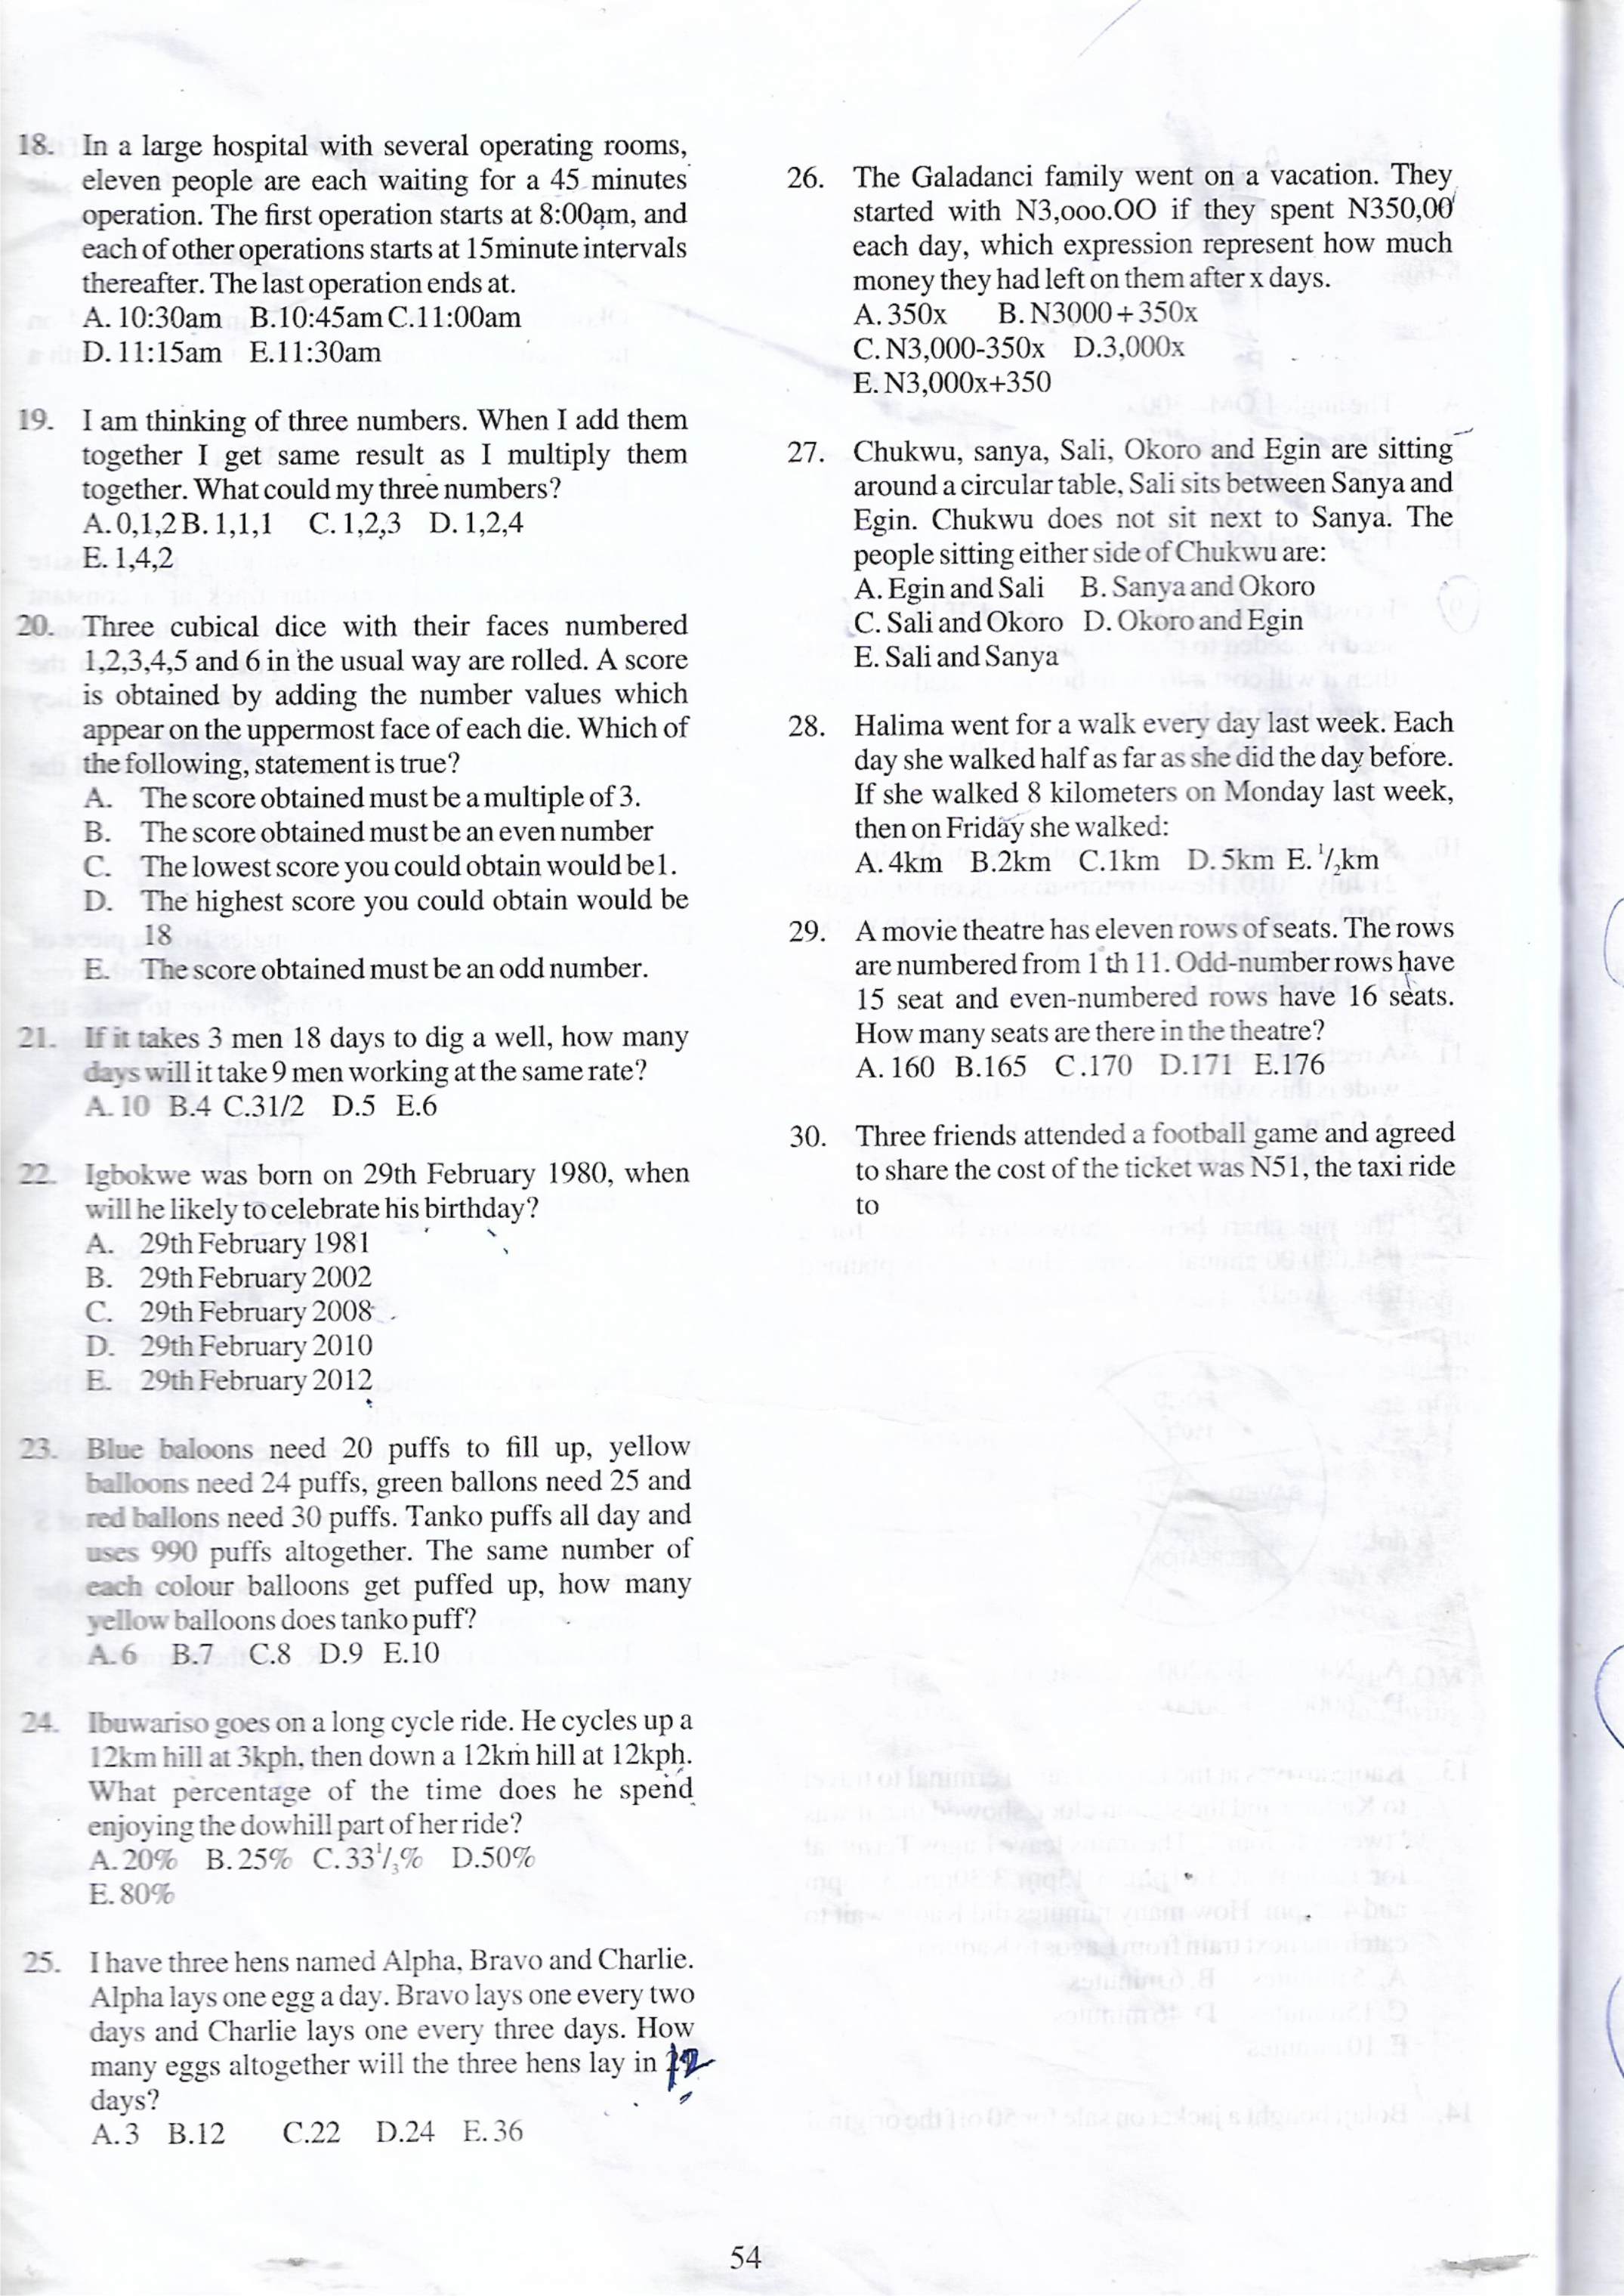 18. In a large hospital with several operating rooms,
eleven people are each waiting for a 45 minutes
operation. The first operation starts at 8:00am, and
each of other operations starts at 15minute intervals
thereafter. The last operation ends at.
A. 10:30am B.10:45am C.11:00am
D. 11:15am E.11:30am
19. I am thinking of three numbers. When I add them
together I get same result as I multiply them
together. What could my three numbers?
A. 0,1,2 B. 1,1,1 C. 1,2,3 D. 1,2,4
E. 1,4,2
20. Three cubical dice with their faces numbered
1,2,3,4,5 and 6 in the usual way are rolled. A score
is obtained by adding the number values which
appear on the uppermost face of each die. Which of
the following, statement is true?
A. The score obtained must be a multiple of 3.
B. The score obtained must be an even number
C. The lowest score you could obtain would be1.
D. The highest score you could obtain would be
18
E. The score obtained must be an odd number.
21. If it takes 3 men 18 days to dig a well, how many
days will it take 9 men working at the same rate?
A. 10 B.4 C.31/2 D.5 E.6
22. Igbokwe was born on 29th February 1980, when
will he likely to celebrate his birthday?
A. 29th February 1981
B. 29th February 2002
C. 29th February 2008
D. 29th February 2010
E. 29th February 2012
23. Blue baloons need 20 puffs to fill up, yellow
balloons need 24 puffs, green ballons need 25 and
red ballons need 30 puffs. Tanko puffs all day and
uses 990 puffs altogether. The same number of
each colour balloons get puffed up, how many
yellow balloons does tanko puff?
A.6 B.7 C.8 D.9 E.10
24. Ibuwariso goes on a long cycle ride. He cycles up a
12km hill at 3kph, then down a 12km hill at 12kph.
What percentage of the time does he spend
enjoying the dowhill part of her ride?
A. 20% B. 25% C. 33 1/3% D.50%
E. 80%
25. I have three hens named Alpha, Bravo and Charlie.
Alpha lays one egg a day. Bravo lays one every two
days and Charlie lays one every three days. How
many eggs altogether will the three hens lay in 12
days?
A.3 B.12 C.22 D.24 E. 36
26. The Galadanci family went on a vacation. They
started with N3,ooo.OO if they spent N350,00
each day, which expression represent how much
money they had left on them after x days.
A. 350x B. N3000 + 350x
C. N3,000-350x D.3,000x
E. N3,000x+350
27. Chukwu, sanya, Sali, Okoro and Egin are sitting
around a circular table, Sali sits between Sanya and
Egin. Chukwu does not sit next to Sanya. The
people sitting either side of Chukwu are:
A. Egin and Sali B. Sanya and Okoro
C. Sali and Okoro D. Okoro and Egin
E. Sali and Sanya
28. Halima went for a walk every day last week. Each
day she walked half as far as she did the day before.
If she walked 8 kilometers on Monday last week,
then on Friday she walked:
A. 4km B.2km C.1km D. 5km E. 1/2km
29. A movie theatre has eleven rows of seats. The rows
are numbered from 1 th 11. Odd-number rows have
15 seat and even-numbered rows have 16 seats.
How many seats are there in the theatre?
A. 160 B.165 C.170 D.171 E.176
30. Three friends attended a football game and agreed
to share the cost of the ticket was N51, the taxi ride
to
54